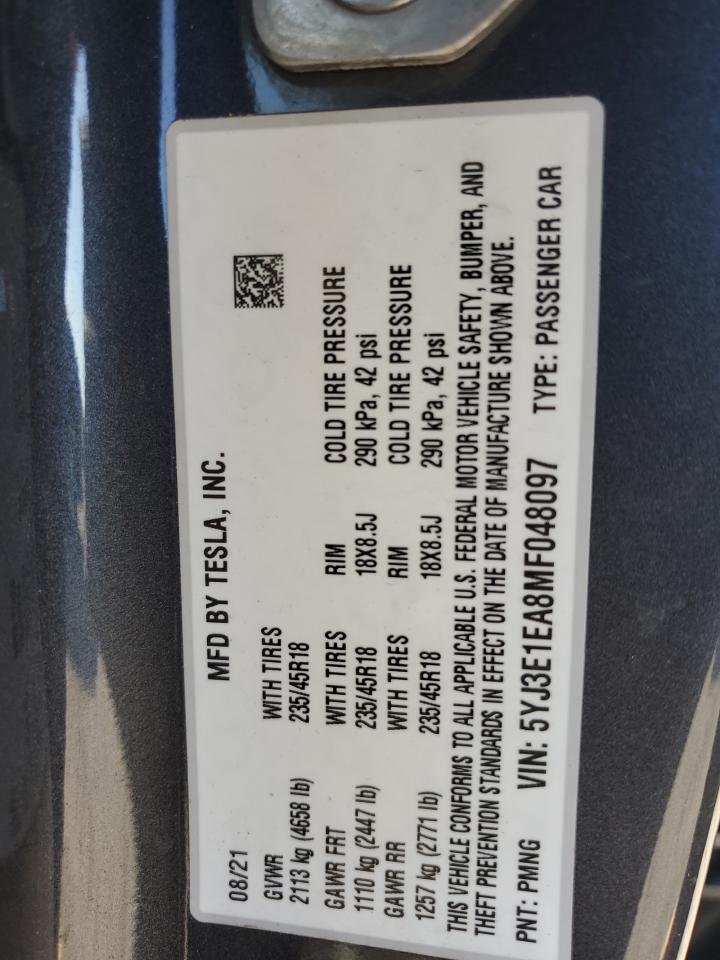 MFD BY TESLA, INC.
08/21
GVWR WITH TIRES
2113 kg (4658 lb) 235/45R18
GAWR FRT WITH TIRES RIM COLD TIRE PRESSURE
1110 kg (2447 lb) 235/45R18 18X8.5J 290 kPa, 42 psi
GAWR RR WITH TIRES RIM COLD TIRE PRESSURE
1257 kg (2771 lb) 235/45R18 18X8.5J 290 kPa, 42 psi
THIS VEHICLE CONFORMS TO ALL APPLICABLE U.S. FEDERAL MOTOR VEHICLE SAFETY, BUMPER, AND
THEFT PREVENTION STANDARDS IN EFFECT ON THE DATE OF MANUFACTURE SHOWN ABOVE.
PNT: PMNG VIN: 5YJ3E1EA8MF048097 TYPE: PASSENGER CAR